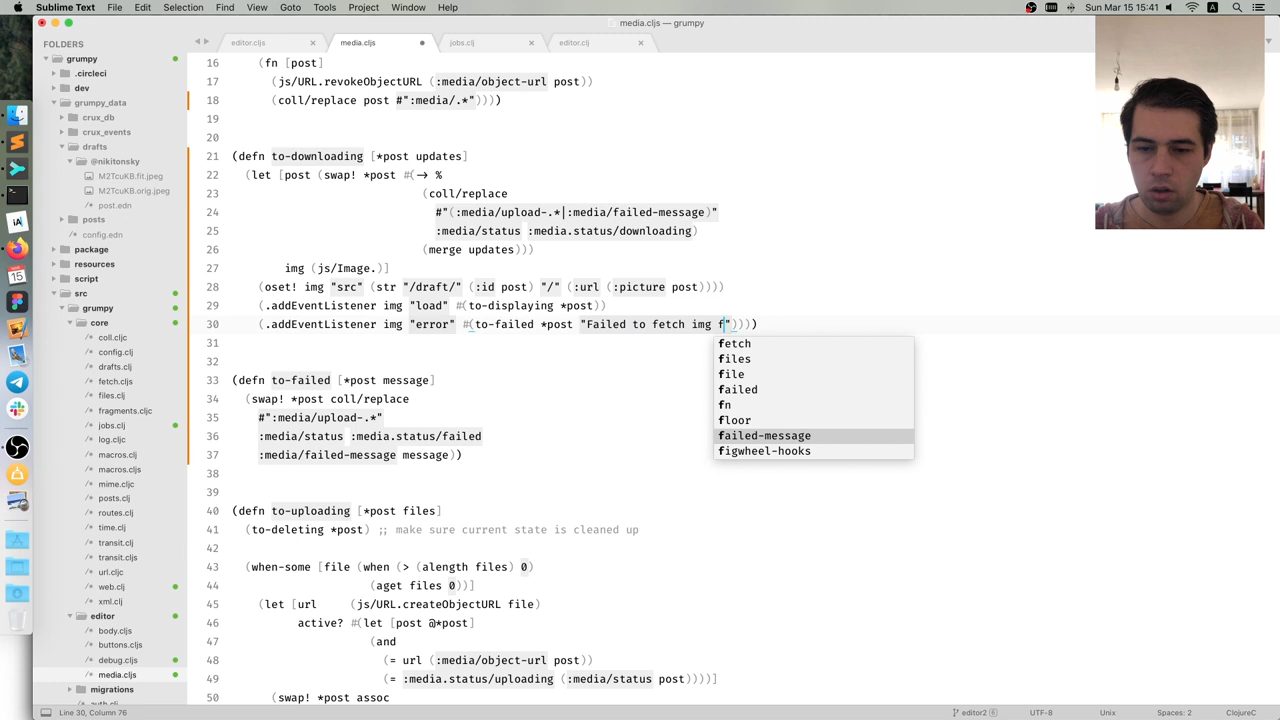 Sublime Text File Edit Selection Find View Goto Tools Project Window Help
Sun Mar 15 15:41
media.cljs — grumpy
FOLDERS
grumpy
.circleci
dev
grumpy_data
crux_db
crux_events
drafts
@nikitonsky
M2TcuKB.fit.jpeg
M2TcuKB.orig.jpeg
post.edn
posts
config.edn
package
resources
script
src
grumpy
core
coll.cljc
config.clj
drafts.clj
fetch.cljs
files.clj
fragments.cljc
jobs.clj
log.cljc
macros.clj
macros.cljs
mime.cljc
posts.clj
routes.clj
time.clj
transit.clj
transit.cljs
url.cljc
web.clj
xml.clj
editor
body.cljs
buttons.cljs
debug.cljs
media.cljs
migrations
auth.clj
editor.cljs media.cljs jobs.clj editor.clj
16 (fn [post]
17 (js/URL.revokeObjectURL (:media/object-url post))
18 (coll/replace post #":media/.*"))))
19
20
21 (defn to-downloading [*post updates]
22 (let [post (swap! *post #(-> %
23 (coll/replace
24 #"(:media/upload-.*|:media/failed-message)"
25 :media/status :media.status/downloading)
26 (merge updates)))
27 img (js/Image.)]
28 (oset! img "src" (str "/draft/" (:id post) "/" (:url (:picture post))))
29 (.addEventListener img "load" #(to-displaying *post))
30 (.addEventListener img "error" #(to-failed *post "Failed to fetch img f"))))
31
32
33 (defn to-failed [*post message]
34 (swap! *post coll/replace
35 #":media/upload-.*"
36 :media/status :media.status/failed
37 :media/failed-message message))
38
39
40 (defn to-uploading [*post files]
41 (to-deleting *post) ;; make sure current state is cleaned up
42
43 (when-some [file (when (> (alength files) 0)
44 (aget files 0))]
45 (let [url (js/URL.createObjectURL file)
46 active? #(let [post @*post]
47 (and
48 (= url (:media/object-url post))
49 (= :media.status/uploading (:media/status post))))]
50 (swap! *post assoc
fetch
files
file
failed
fn
floor
failed-message
figwheel-hooks
Line 30, Column 76
editor2 6 UTF-8 Unix Spaces: 2 ClojureC